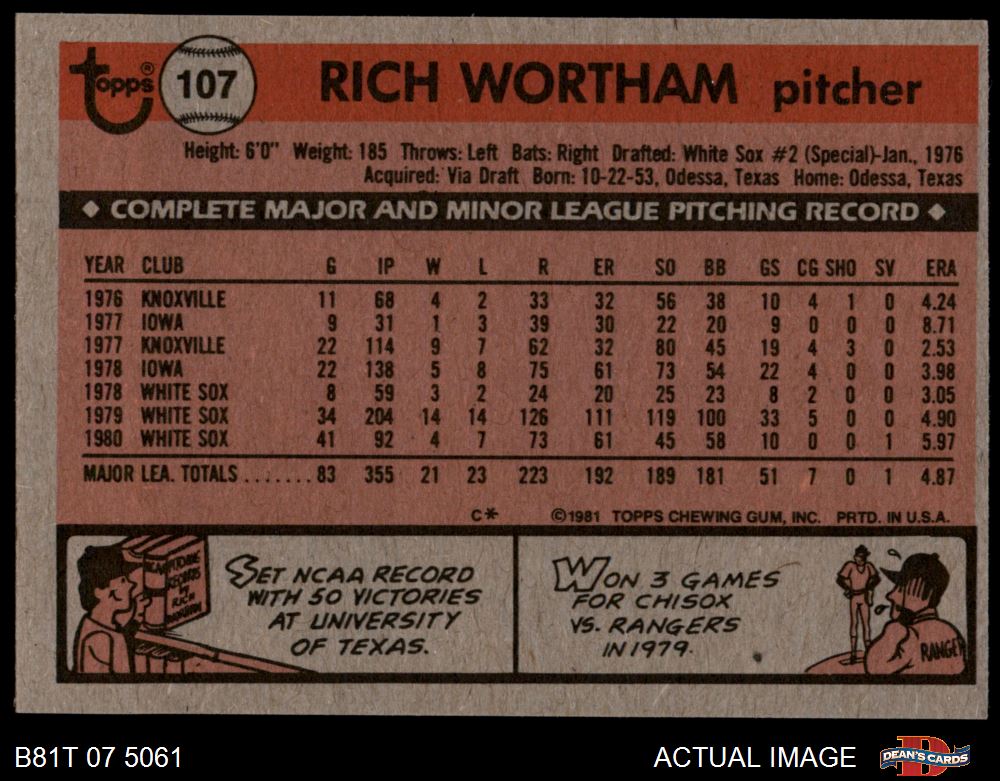 topps®
107
RICH WORTHAM pitcher
Height: 6'0" Weight: 185 Throws: Left Bats: Right Drafted: White Sox #2 (Special)-Jan., 1976
Acquired: Via Draft Born: 10-22-53, Odessa, Texas Home: Odessa, Texas
◆ COMPLETE MAJOR AND MINOR LEAGUE PITCHING RECORD ◆
YEAR CLUB G IP W L R ER SO BB GS CG SHO SV ERA
1976 KNOXVILLE 11 68 4 2 33 32 56 38 10 4 1 0 4.24
1977 IOWA 9 31 1 3 39 30 22 20 9 0 0 0 8.71
1977 KNOXVILLE 22 114 9 7 62 32 80 45 19 4 3 0 2.53
1978 IOWA 22 138 5 8 75 61 73 54 22 4 0 0 3.98
1978 WHITE SOX 8 59 3 2 24 20 25 23 8 2 0 0 3.05
1979 WHITE SOX 34 204 14 14 126 111 119 100 33 5 0 0 4.90
1980 WHITE SOX 41 92 4 7 73 61 45 58 10 0 0 1 5.97
MAJOR LEA. TOTALS ....... 83 355 21 23 223 192 189 181 51 7 0 1 4.87
C* ©1981 TOPPS CHEWING GUM, INC. PRTD. IN U.S.A.
NCAA PITCHING
RECORDS
BY
RICH
WORTHAM
SET NCAA RECORD
WITH 50 VICTORIES
AT UNIVERSITY
OF TEXAS.
WON 3 GAMES
FOR CHISOX
VS. RANGERS
IN 1979.
RANGER
B81T 07 5061
ACTUAL IMAGE
DEAN'S CARDS